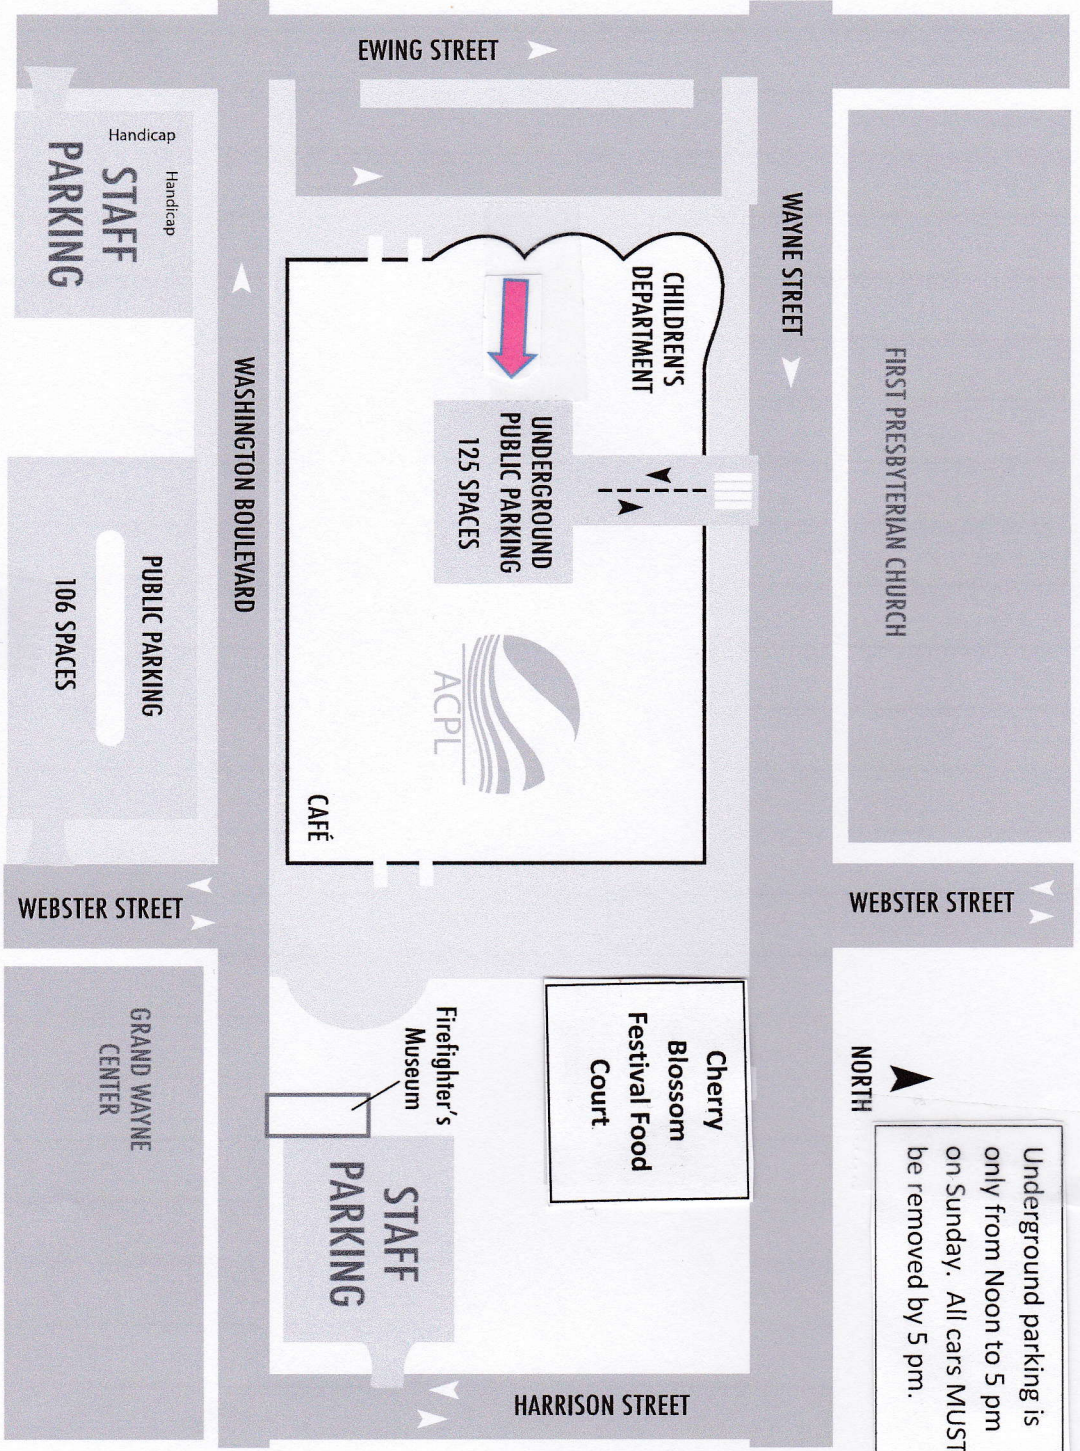 EWING STREET
Handicap
Handicap
STAFF
PARKING
WAYNE STREET
CHILDREN'S
DEPARTMENT
FIRST PRESBYTERIAN CHURCH
WASHINGTON BOULEVARD
UNDERGROUND
PUBLIC PARKING
125 SPACES
PUBLIC PARKING
106 SPACES
ACPL
CAFÉ
WEBSTER STREET
WEBSTER STREET
GRAND WAYNE
CENTER
Firefighter's
Museum
Cherry
Blossom
Festival Food
Court
NORTH
Underground parking is
only from Noon to 5 pm
on Sunday. All cars MUST
be removed by 5 pm.
STAFF
PARKING
HARRISON STREET